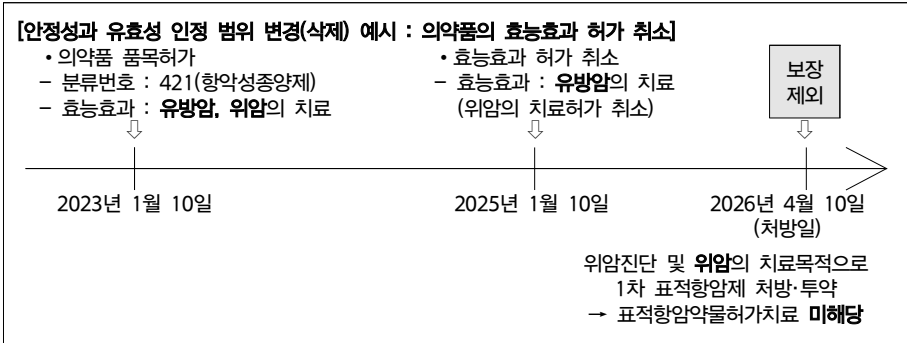 [안정성과 유효성 인정 범위 변경(삭제) 예시 : 의약품의 효능효과 허가 취소]
• 의약품 품목허가
− 분류번호 : 421(항악성종양제)
− 효능효과 : 유방암, 위암의 치료
• 효능효과 허가 취소
− 효능효과 : 유방암의 치료
(위암의 치료허가 취소)
보장
제외
2023년 1월 10일
2025년 1월 10일
2026년 4월 10일
(처방일)
위암진단 및 위암의 치료목적으로
1차 표적항암제 처방·투약
→ 표적항암약물허가치료 미해당